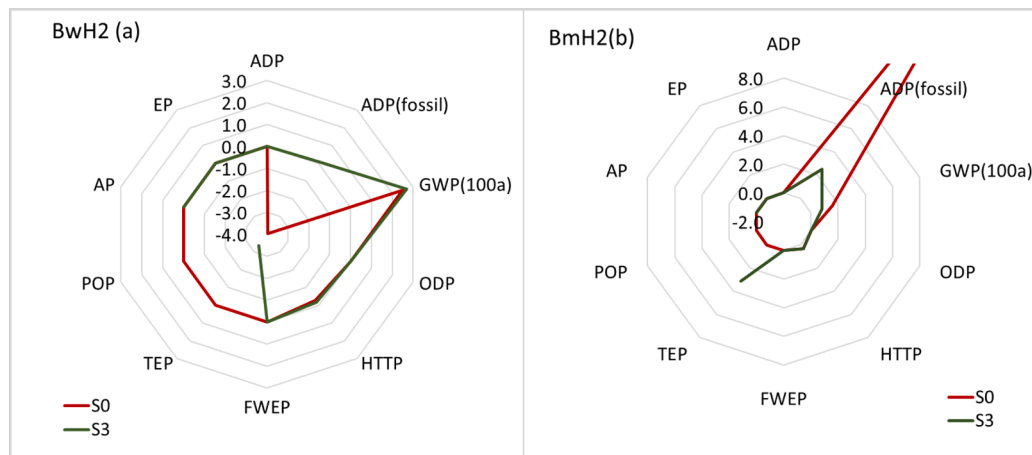 BwH2 (a)
ADP
3.0
2.0
1.0
0.0
-1.0
-2.0
-3.0
-4.0
ADP(fossil)
GWP(100a)
ODP
HTTP
FWEP
TEP
POP
AP
EP
S0
S3
BmH2(b)
ADP
8.0
6.0
4.0
2.0
0.0
-2.0
ADP(fossil)
GWP(100a)
ODP
HTTP
FWEP
TEP
POP
AP
EP
S0
S3